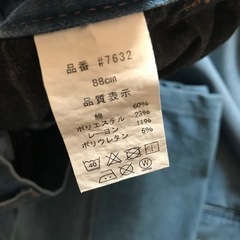 品番 #7632
88cm
品質表示
綿 60%
ポリエステル 23%
レーヨン 11%
ポリウレタン 6%
40
W